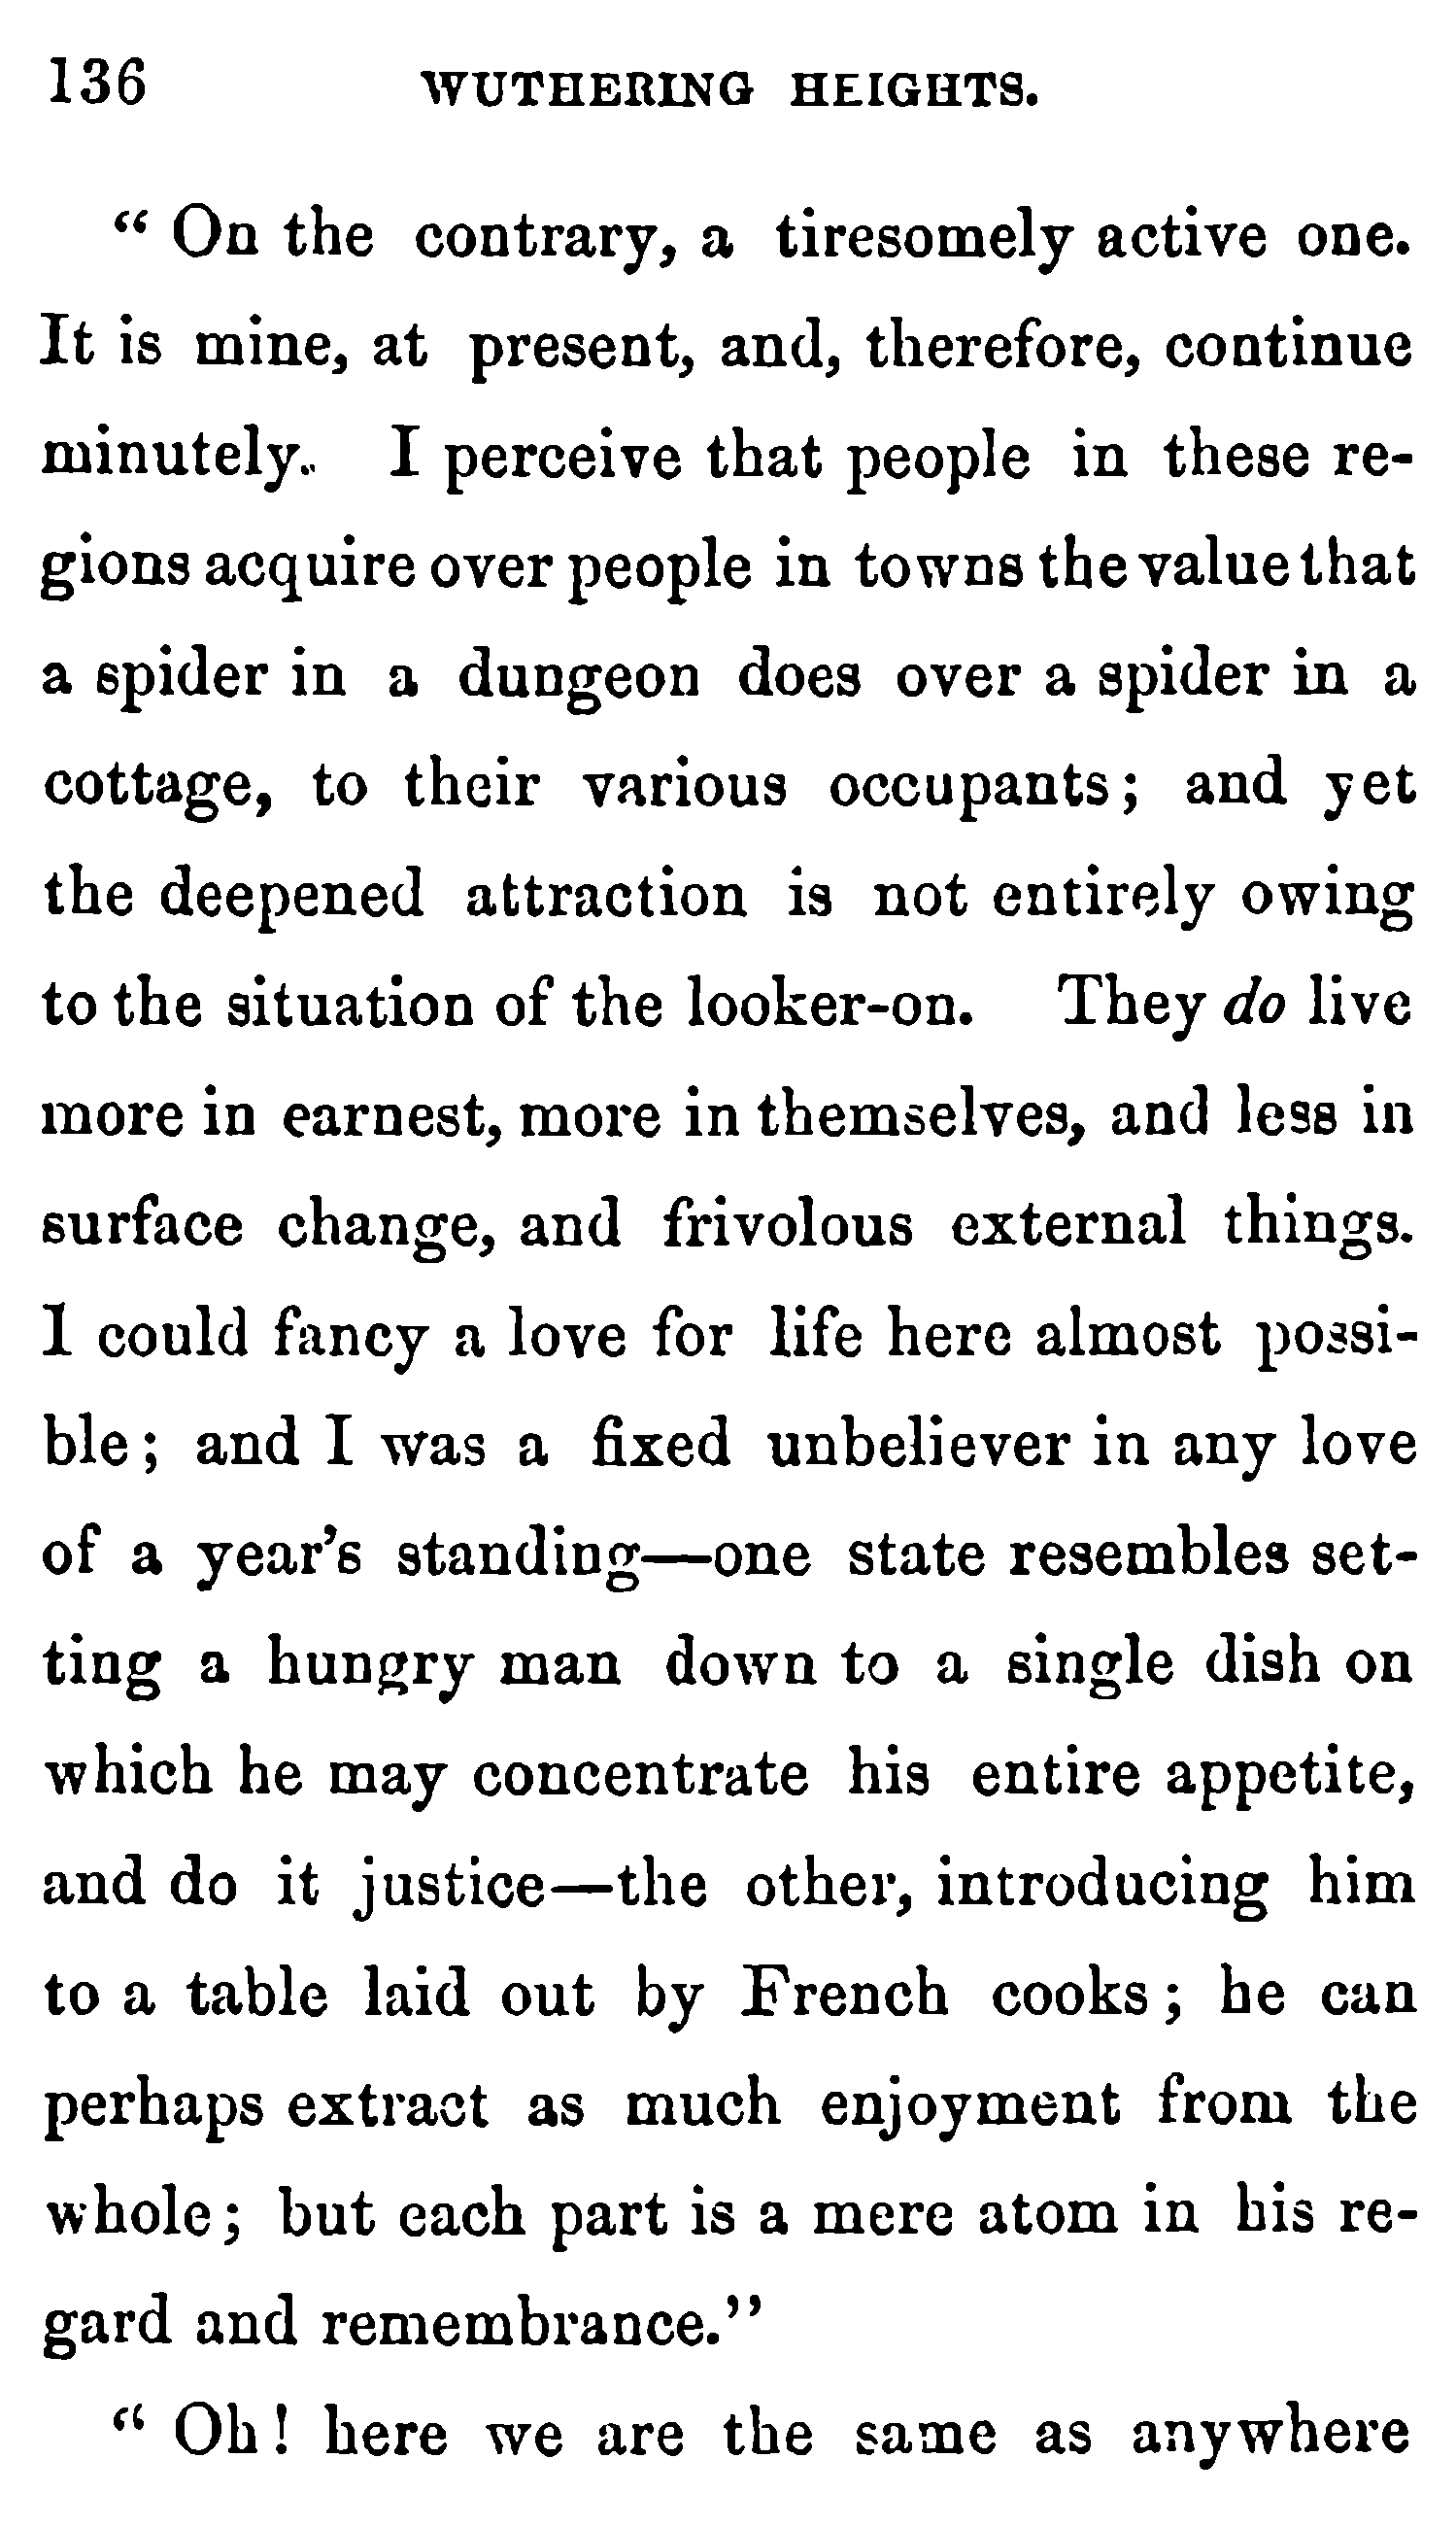 136 WUTHERING HEIGHTS.
“ On the contrary, a tiresomely active one.
It is mine, at present, and, therefore, continue
minutely.. I perceive that people in these re-
gions acquire over people in towns the value that
a spider in a dungeon does over a spider in a
cottage, to their various occupants; and yet
the deepened attraction is not entirely owing
to the situation of the looker-on. They do live
more in earnest, more in themselves, and less in
surface change, and frivolous external things.
I could fancy a love for life here almost possi-
ble; and I was a fixed unbeliever in any love
of a year’s standing—one state resembles set-
ting a hungry man down to a single dish on
which he may concentrate his entire appetite,
and do it justice—the other, introducing him
to a table laid out by French cooks; he can
perhaps extract as much enjoyment from the
whole; but each part is a mere atom in his re-
gard and remembrance.”
“ Oh! here we are the same as anywhere